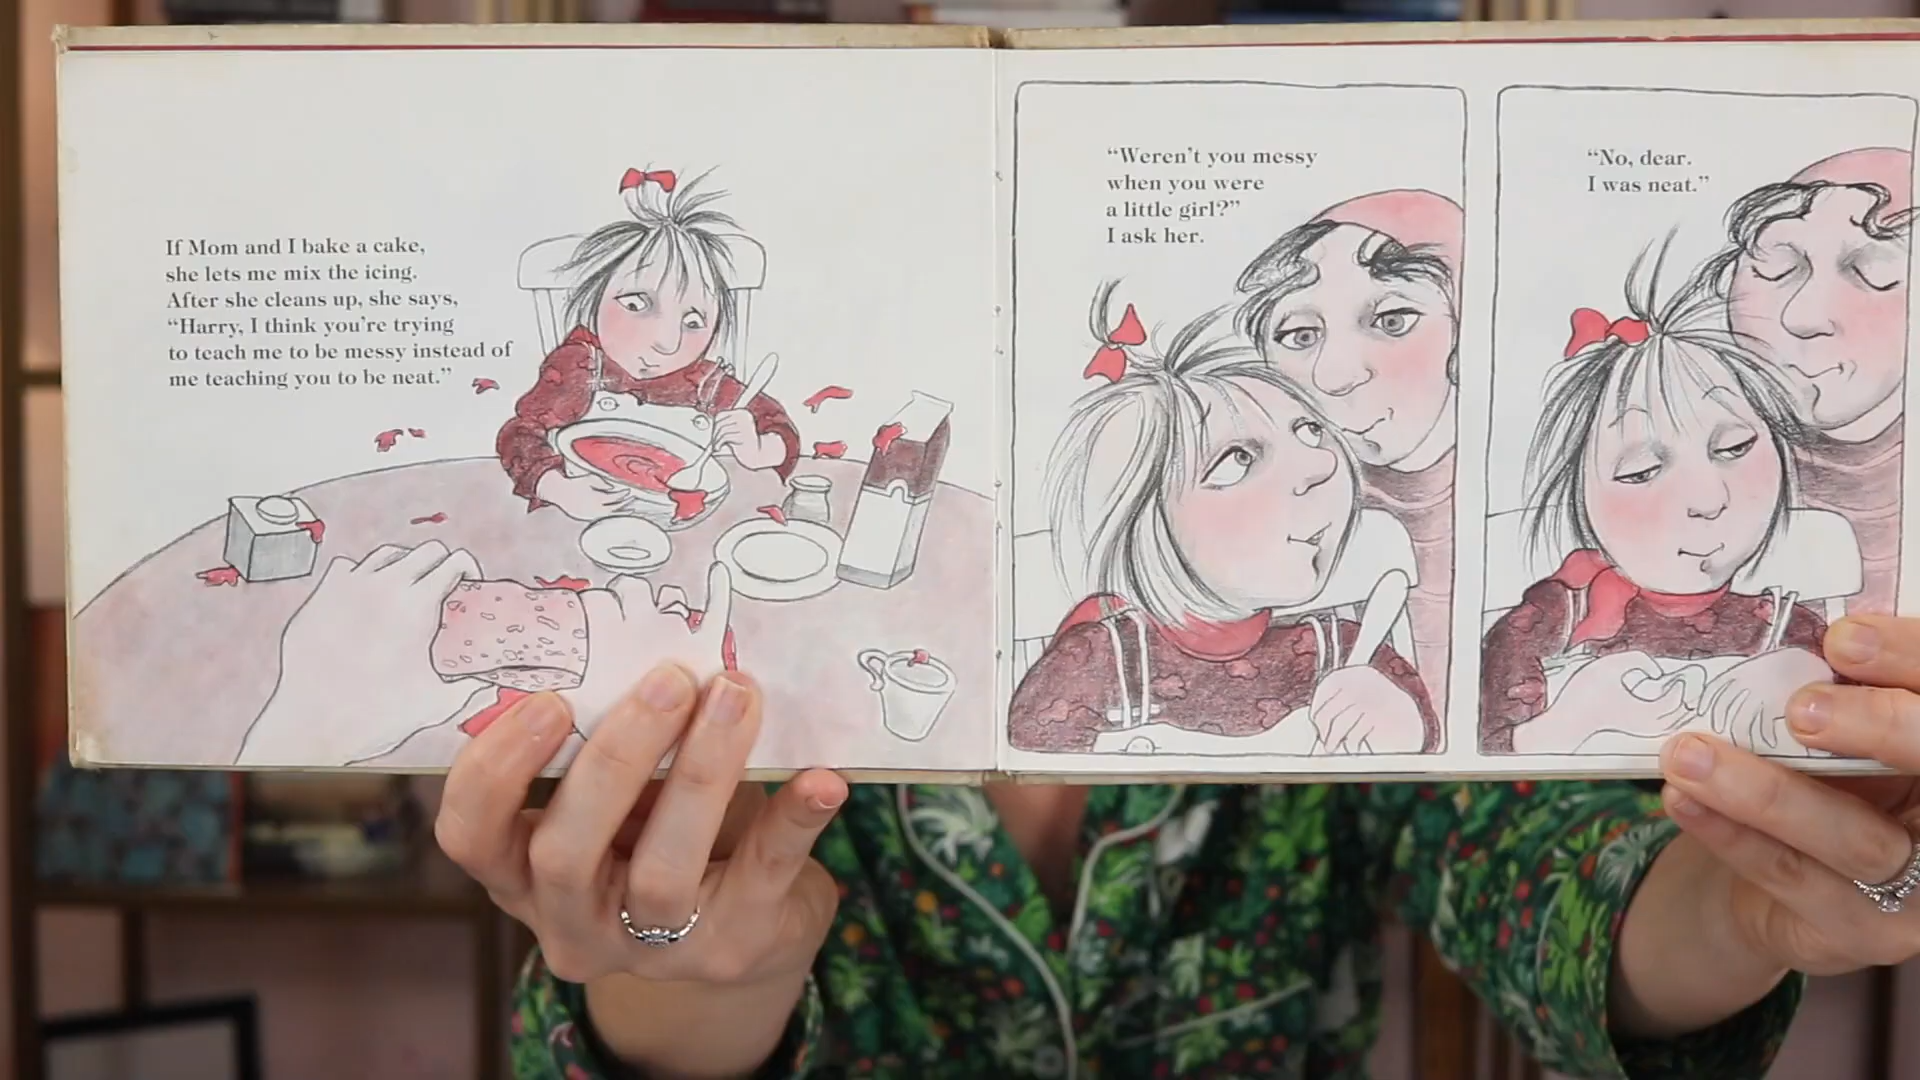 If Mom and I bake a cake,
she lets me mix the icing.
After she cleans up, she says,
“Harry, I think you’re trying
to teach me to be messy instead of
me teaching you to be neat.”
“Weren’t you messy
when you were
a little girl?”
I ask her.
“No, dear.
I was neat.”